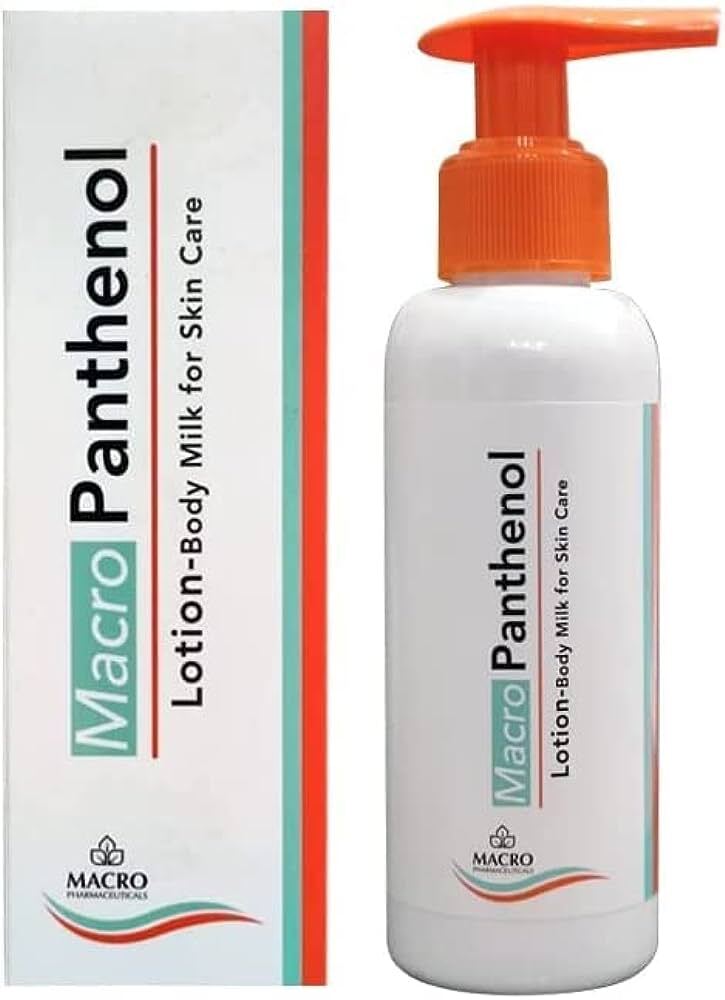 Macro Panthenol
Lotion-Body Milk for Skin Care
MACRO
PHARMACEUTICALS
Macro Panthenol
Lotion-Body Milk for Skin Care
MACRO
PHARMACEUTICALS